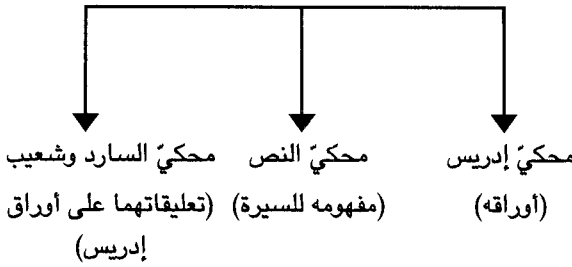 محكيّ إدريس محكيّ النص محكيّ السارد وشعيب
(أوراقه) (مفهومه للسيرة) (تعليقاتهما على أوراق
إدريس)